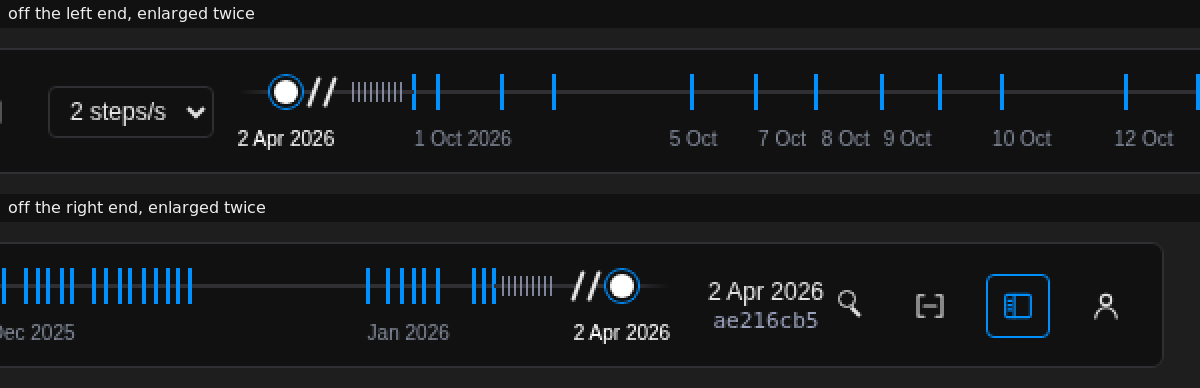 off the left end, enlarged twice
2 steps/s
2 Apr 2026 1 Oct 2026 5 Oct 7 Oct 8 Oct 9 Oct 10 Oct 12 Oct
off the right end, enlarged twice
2 Apr 2026
ae216cb5
Dec 2025 Jan 2026 2 Apr 2026